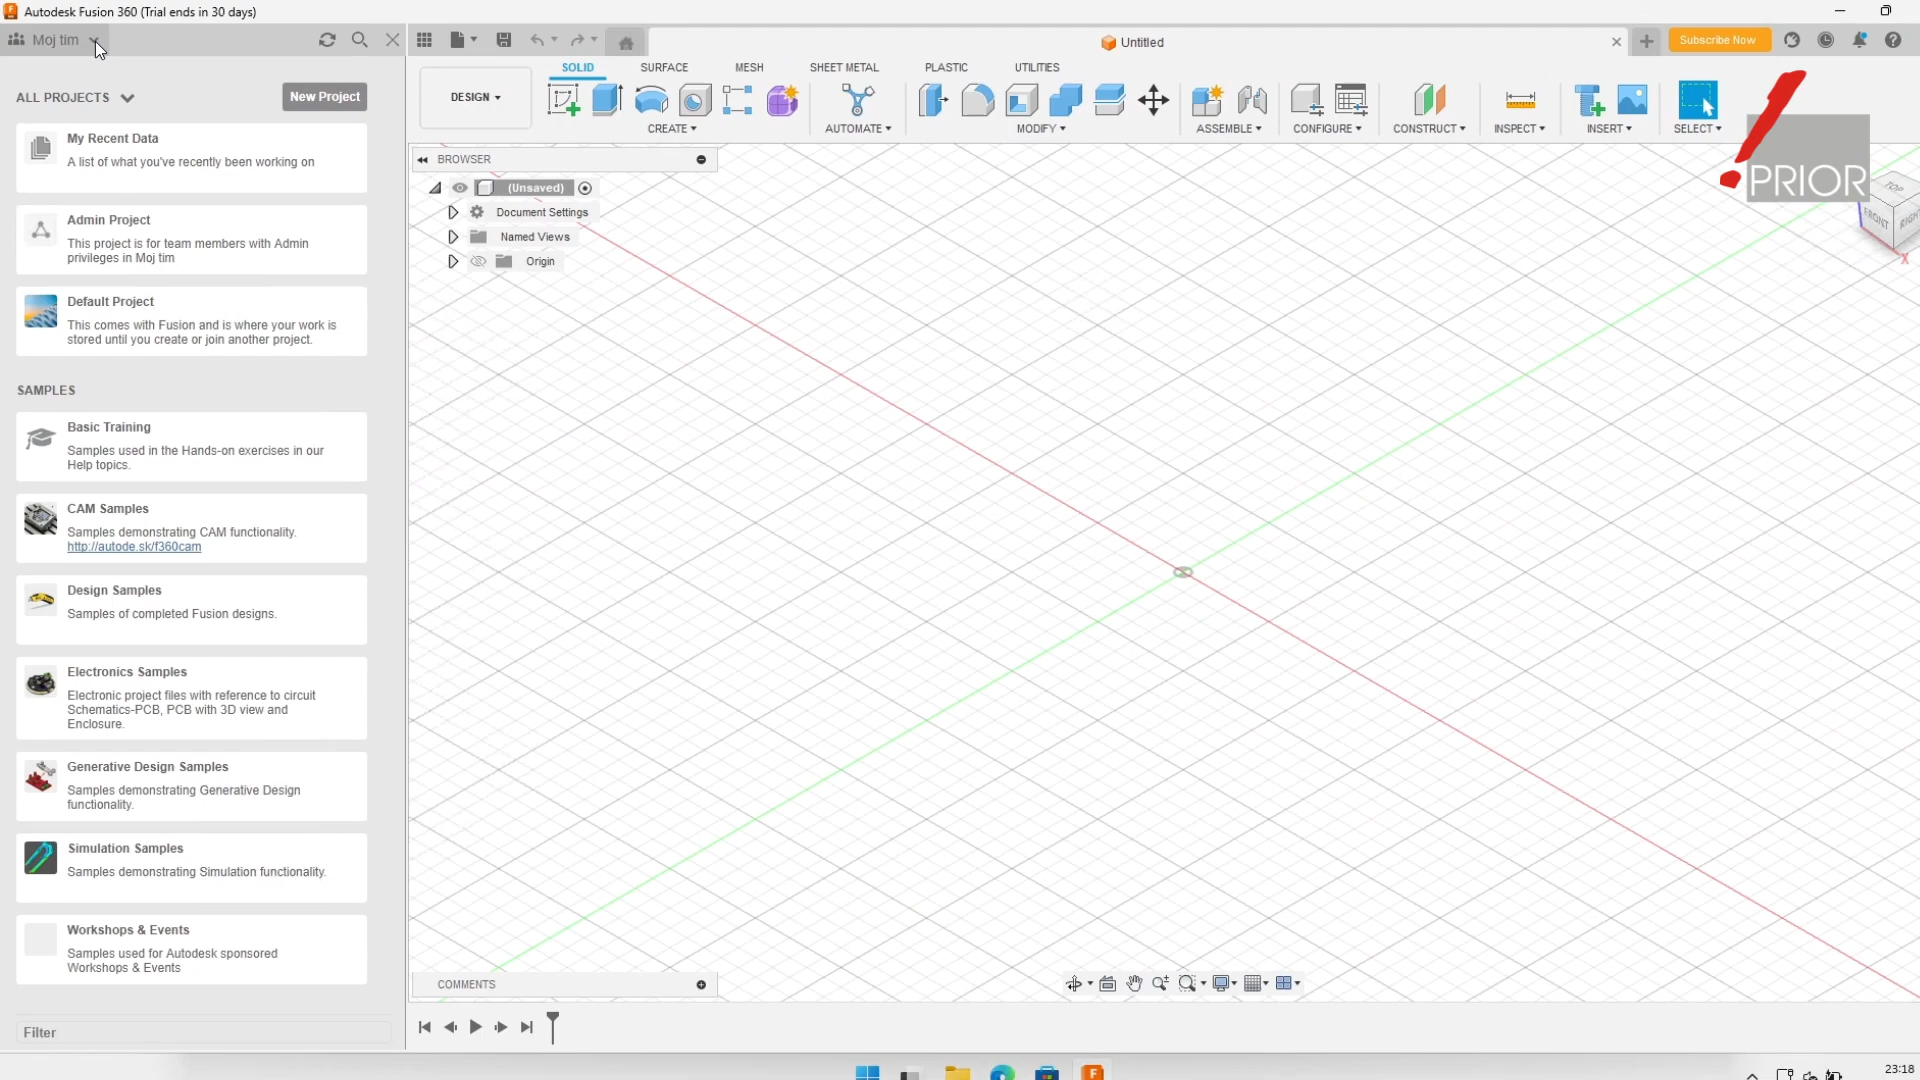 Autodesk Fusion 360 (Trial ends in 30 days)
Moj tim
Untitled
Subscribe Now
ALL PROJECTS
New Project
My Recent Data
A list of what you've recently been working on
Admin Project
This project is for team members with Admin
privileges in Moj tim
Default Project
This comes with Fusion and is where your work is
stored until you create or join another project.
SAMPLES
Basic Training
Samples used in the Hands-on exercises in our
Help topics.
CAM Samples
Samples demonstrating CAM functionality.
http://autode.sk/f360cam
Design Samples
Samples of completed Fusion designs.
Electronics Samples
Electronic project files with reference to circuit
Schematics-PCB, PCB with 3D view and
Enclosure.
Generative Design Samples
Samples demonstrating Generative Design
functionality.
Simulation Samples
Samples demonstrating Simulation functionality.
Workshops & Events
Samples used for Autodesk sponsored
Workshops & Events
Filter
DESIGN
SOLID SURFACE MESH SHEET METAL PLASTIC UTILITIES
CREATE AUTOMATE MODIFY ASSEMBLE CONFIGURE CONSTRUCT INSPECT INSERT SELECT
BROWSER
(Unsaved)
Document Settings
Named Views
Origin
PRIOR
TOP
FRONT
RIGHT
X
COMMENTS
23:18